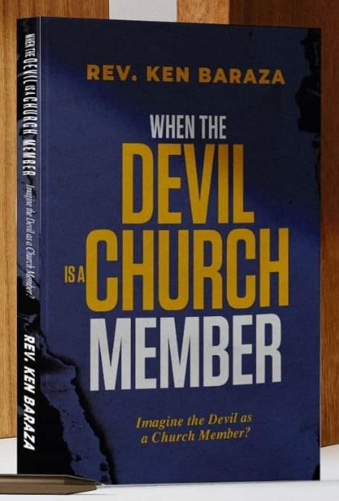 REV. KEN BARAZA
WHEN THE
DEVIL
IS A CHURCH
MEMBER
Imagine the Devil as
a Church Member?
WHEN THE DEVIL IS A CHURCH MEMBER
Imagine the Devil as a Church Member?
REV. KEN BARAZA